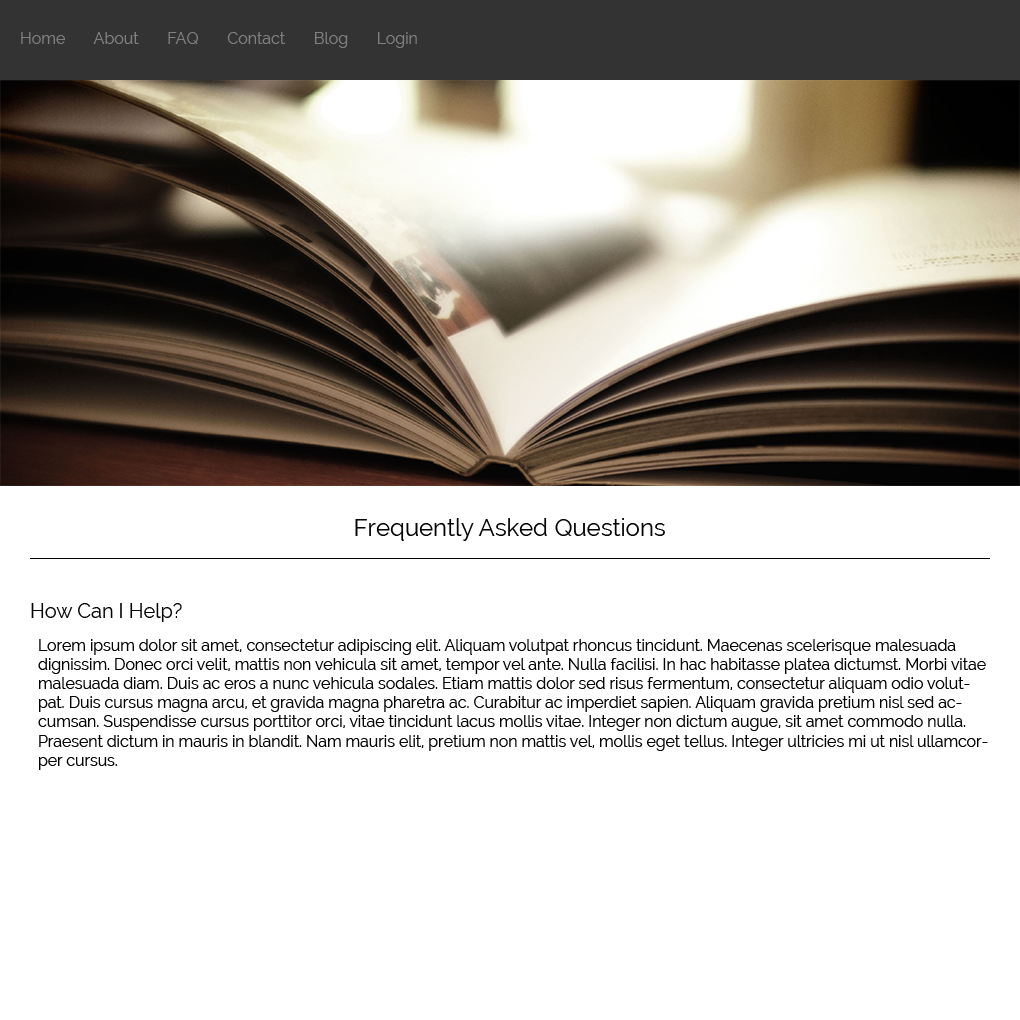 Home About FAQ Contact Blog Login
Frequently Asked Questions
How Can I Help?
Lorem ipsum dolor sit amet, consectetur adipiscing elit. Aliquam volutpat rhoncus tincidunt. Maecenas scelerisque malesuada
dignissim. Donec orci velit, mattis non vehicula sit amet, tempor vel ante. Nulla facilisi. In hac habitasse platea dictumst. Morbi vitae
malesuada diam. Duis ac eros a nunc vehicula sodales. Etiam mattis dolor sed risus fermentum, consectetur aliquam odio volut-
pat. Duis cursus magna arcu, et gravida magna pharetra ac. Curabitur ac imperdiet sapien. Aliquam gravida pretium nisl sed ac-
cumsan. Suspendisse cursus porttitor orci, vitae tincidunt lacus mollis vitae. Integer non dictum augue, sit amet commodo nulla.
Praesent dictum in mauris in blandit. Nam mauris elit, pretium non mattis vel, mollis eget tellus. Integer ultricies mi ut nisl ullamcor-
per cursus.